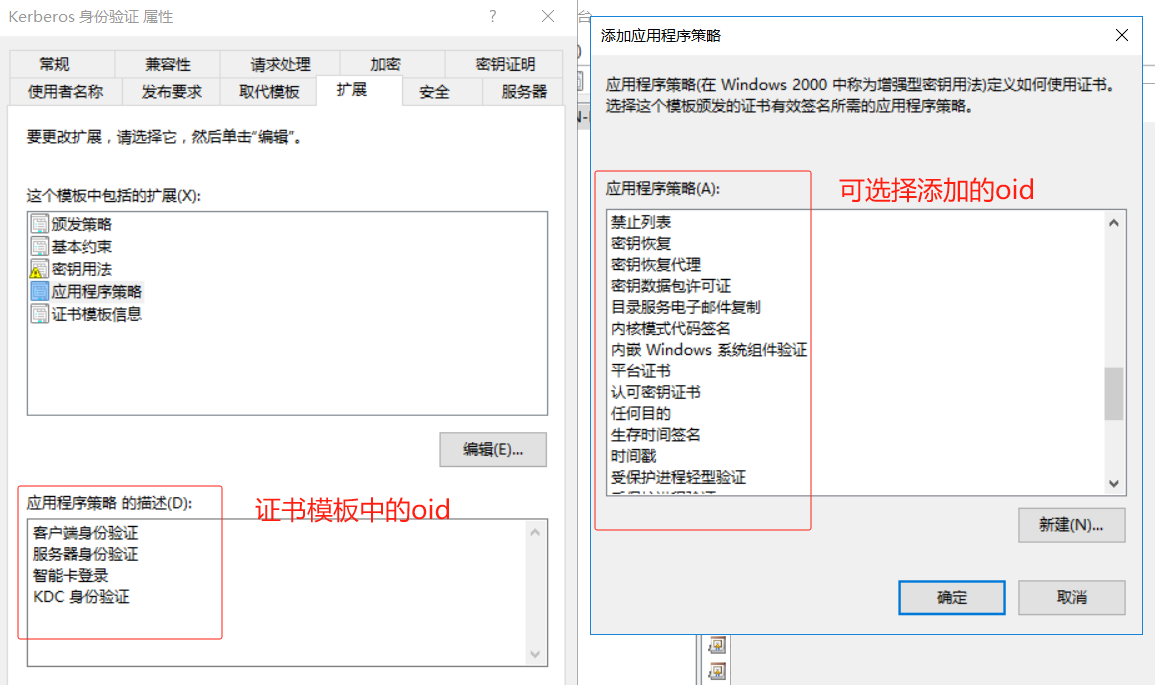 Kerberos 身份验证 属性
常规 兼容性 请求处理 加密 密钥证明
使用者名称 发布要求 取代模板 扩展 安全 服务器
要更改扩展，请选择它，然后单击“编辑”。
这个模板中包括的扩展(X):
颁发策略
基本约束
密钥用法
应用程序策略
证书模板信息
编辑(E)...
应用程序策略 的描述(D):
证书模板中的oid
客户端身份验证
服务器身份验证
智能卡登录
KDC 身份验证
台
添加应用程序策略
应用程序策略(在 Windows 2000 中称为增强型密钥用法)定义如何使用证书。
选择这个模板颁发的证书有效签名所需的应用程序策略。
应用程序策略(A):
可选择添加的oid
禁止列表
密钥恢复
密钥恢复代理
密钥数据包许可证
目录服务电子邮件复制
内核模式代码签名
内嵌 Windows 系统组件验证
平台证书
认可密钥证书
任何目的
生存时间签名
时间戳
受保护进程轻型验证
新建(N)...
确定
取消